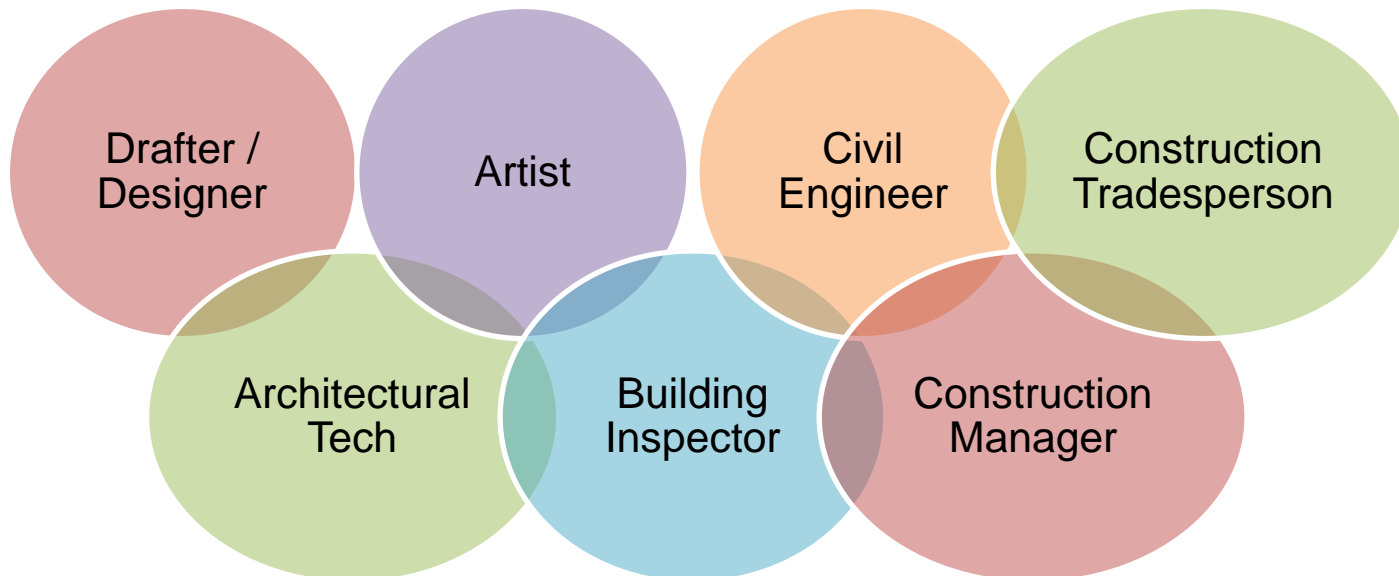 Drafter /
Designer
Artist
Civil
Engineer
Construction
Tradesperson
Architectural
Tech
Building
Inspector
Construction
Manager